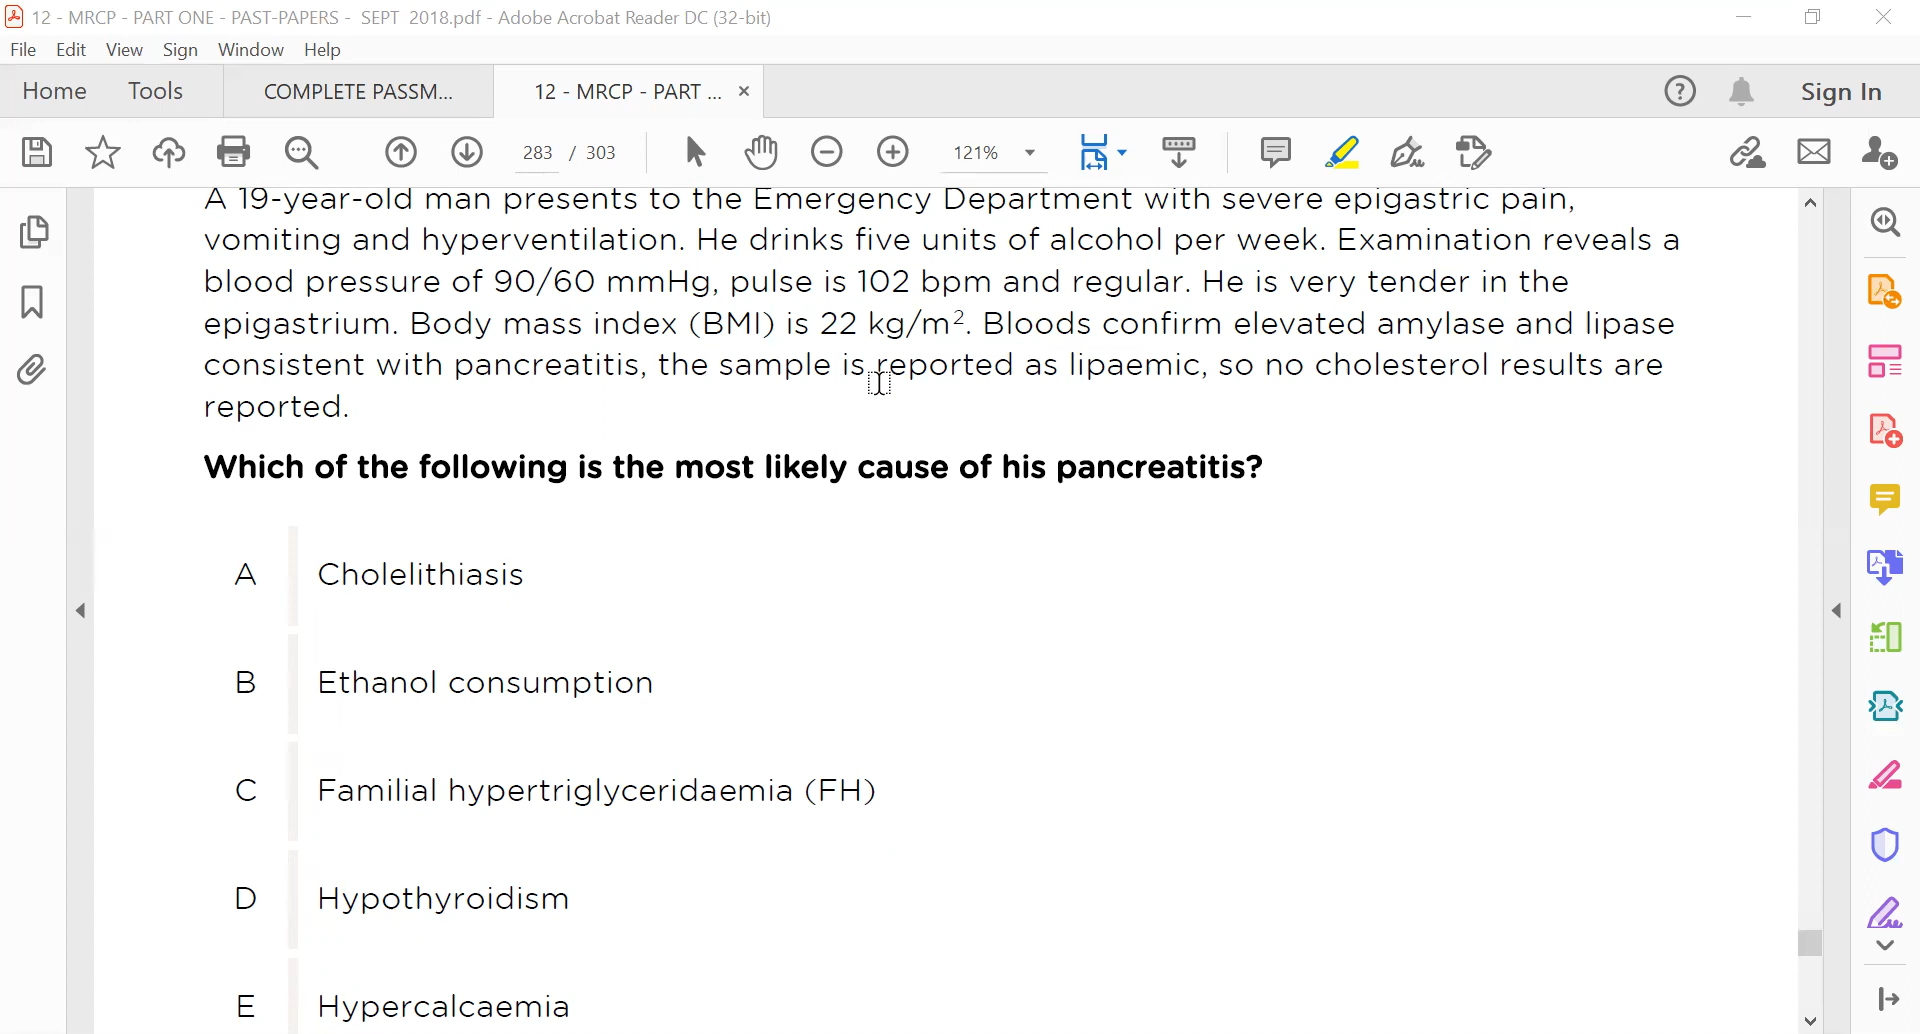 12 - MRCP - PART ONE - PAST-PAPERS - SEPT 2018.pdf - Adobe Acrobat Reader DC (32-bit)
File Edit View Sign Window Help
Home Tools COMPLETE PASSM... 12 - MRCP - PART ... × Sign In
283 / 303 121%
A 19-year-old man presents to the Emergency Department with severe epigastric pain,
vomiting and hyperventilation. He drinks five units of alcohol per week. Examination reveals a
blood pressure of 90/60 mmHg, pulse is 102 bpm and regular. He is very tender in the
epigastrium. Body mass index (BMI) is 22 kg/m². Bloods confirm elevated amylase and lipase
consistent with pancreatitis, the sample is reported as lipaemic, so no cholesterol results are
reported.
Which of the following is the most likely cause of his pancreatitis?
A Cholelithiasis
B Ethanol consumption
C Familial hypertriglyceridaemia (FH)
D Hypothyroidism
E Hypercalcaemia